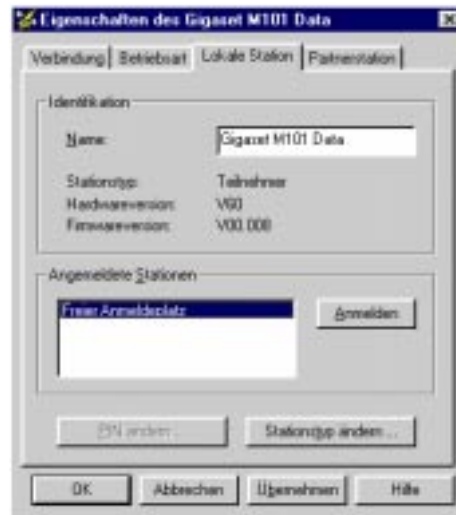 Eigenschaften des Gigaset M101 Data
Verbindung Betriebsart Lokale Station Partnerstation
Identifikation
Name: Gigaset M101 Data
Stationstyp: Teilnehmer
Hardwareversion: V60
Firmwareversion: V00.008
Angemeldete Stationen
Freier Anmeldeplatz
Anmelden
PIN ändern... Stationstyp ändern ...
OK Abbrechen Übernehmen Hilfe